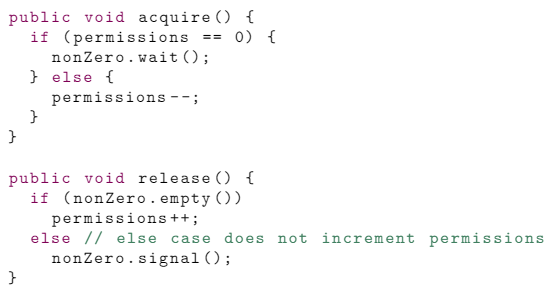 public void acquire() {
  if (permissions == 0) {
    nonZero.wait();
  } else {
    permissions--;
  }
}

public void release() {
  if (nonZero.empty())
    permissions++;
  else // else case does not increment permissions
    nonZero.signal();
}